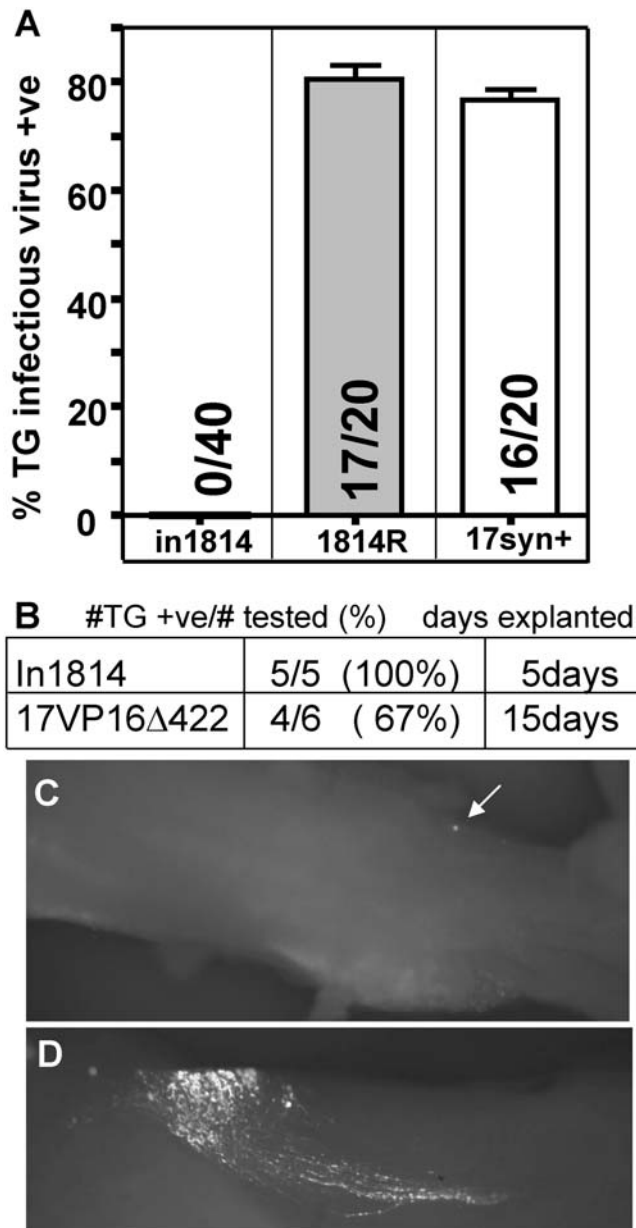 A
% TG infectious virus +ve
80
60
40
20
0
0/40
17/20
16/20
in1814
1814R
17syn+
B #TG +ve/# tested (%) days explanted
In1814 5/5 (100%) 5days
17VP16Δ422 4/6 ( 67%) 15days
C
D